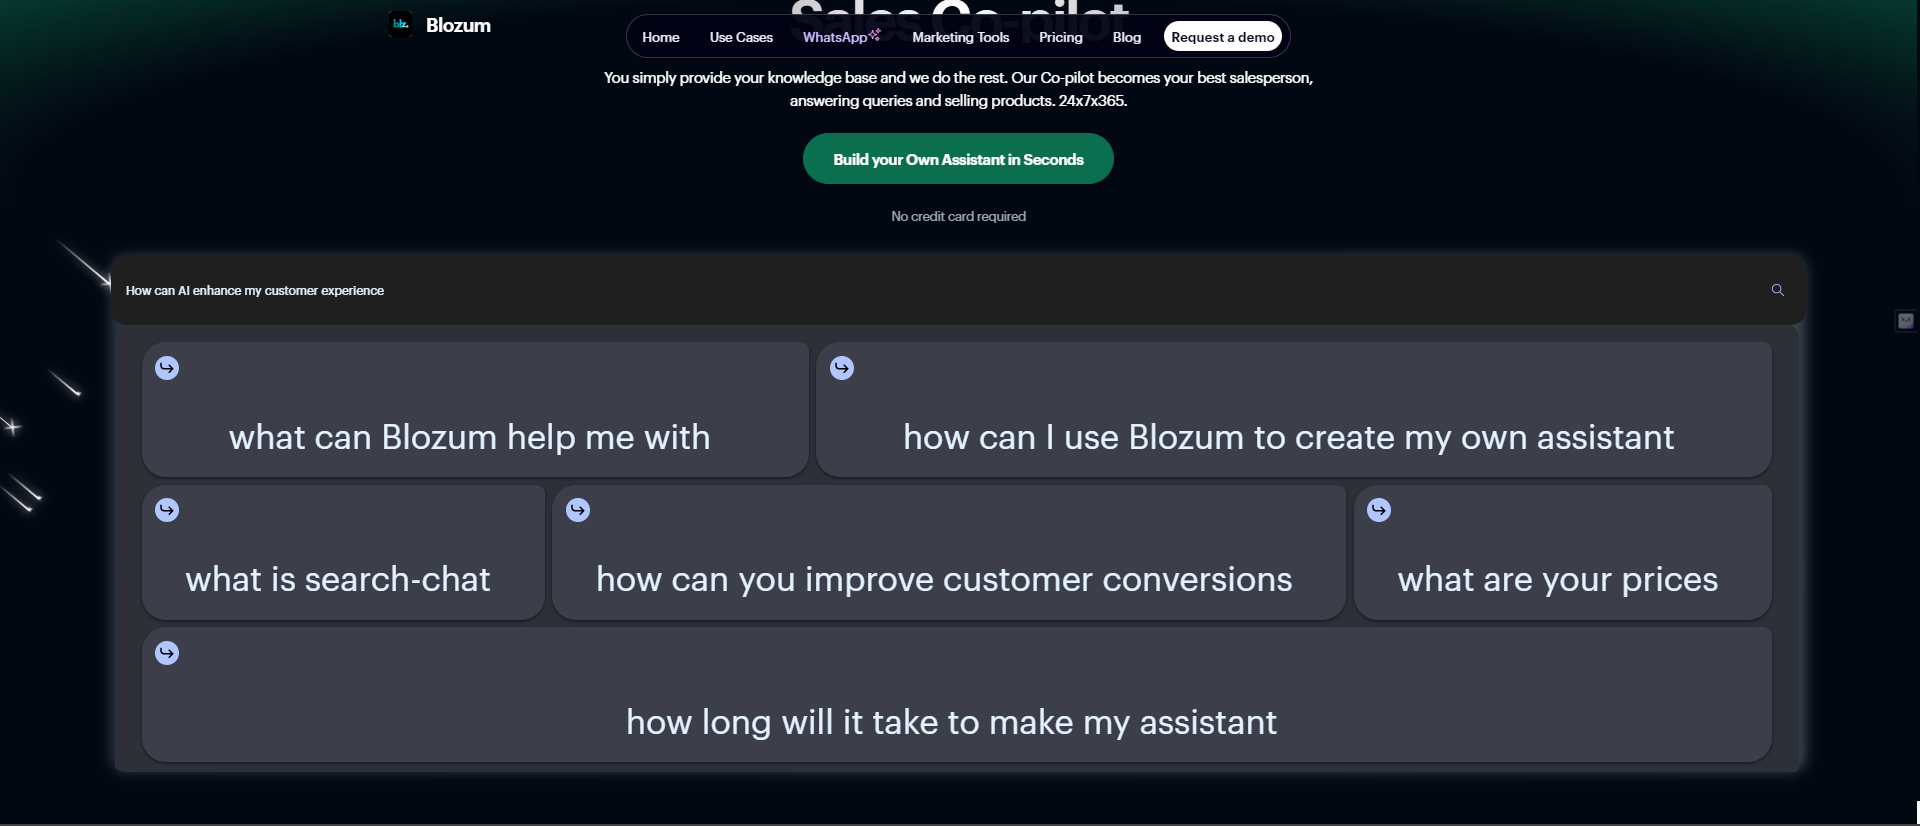 blz.
Blozum
Sales Co-pilot
Home
Use Cases
WhatsApp
Marketing Tools
Pricing
Blog
Request a demo
You simply provide your knowledge base and we do the rest. Our Co-pilot becomes your best salesperson,
answering queries and selling products. 24x7x365.
Build your Own Assistant in Seconds
No credit card required
How can AI enhance my customer experience
what can Blozum help me with
how can I use Blozum to create my own assistant
what is search-chat
how can you improve customer conversions
what are your prices
how long will it take to make my assistant